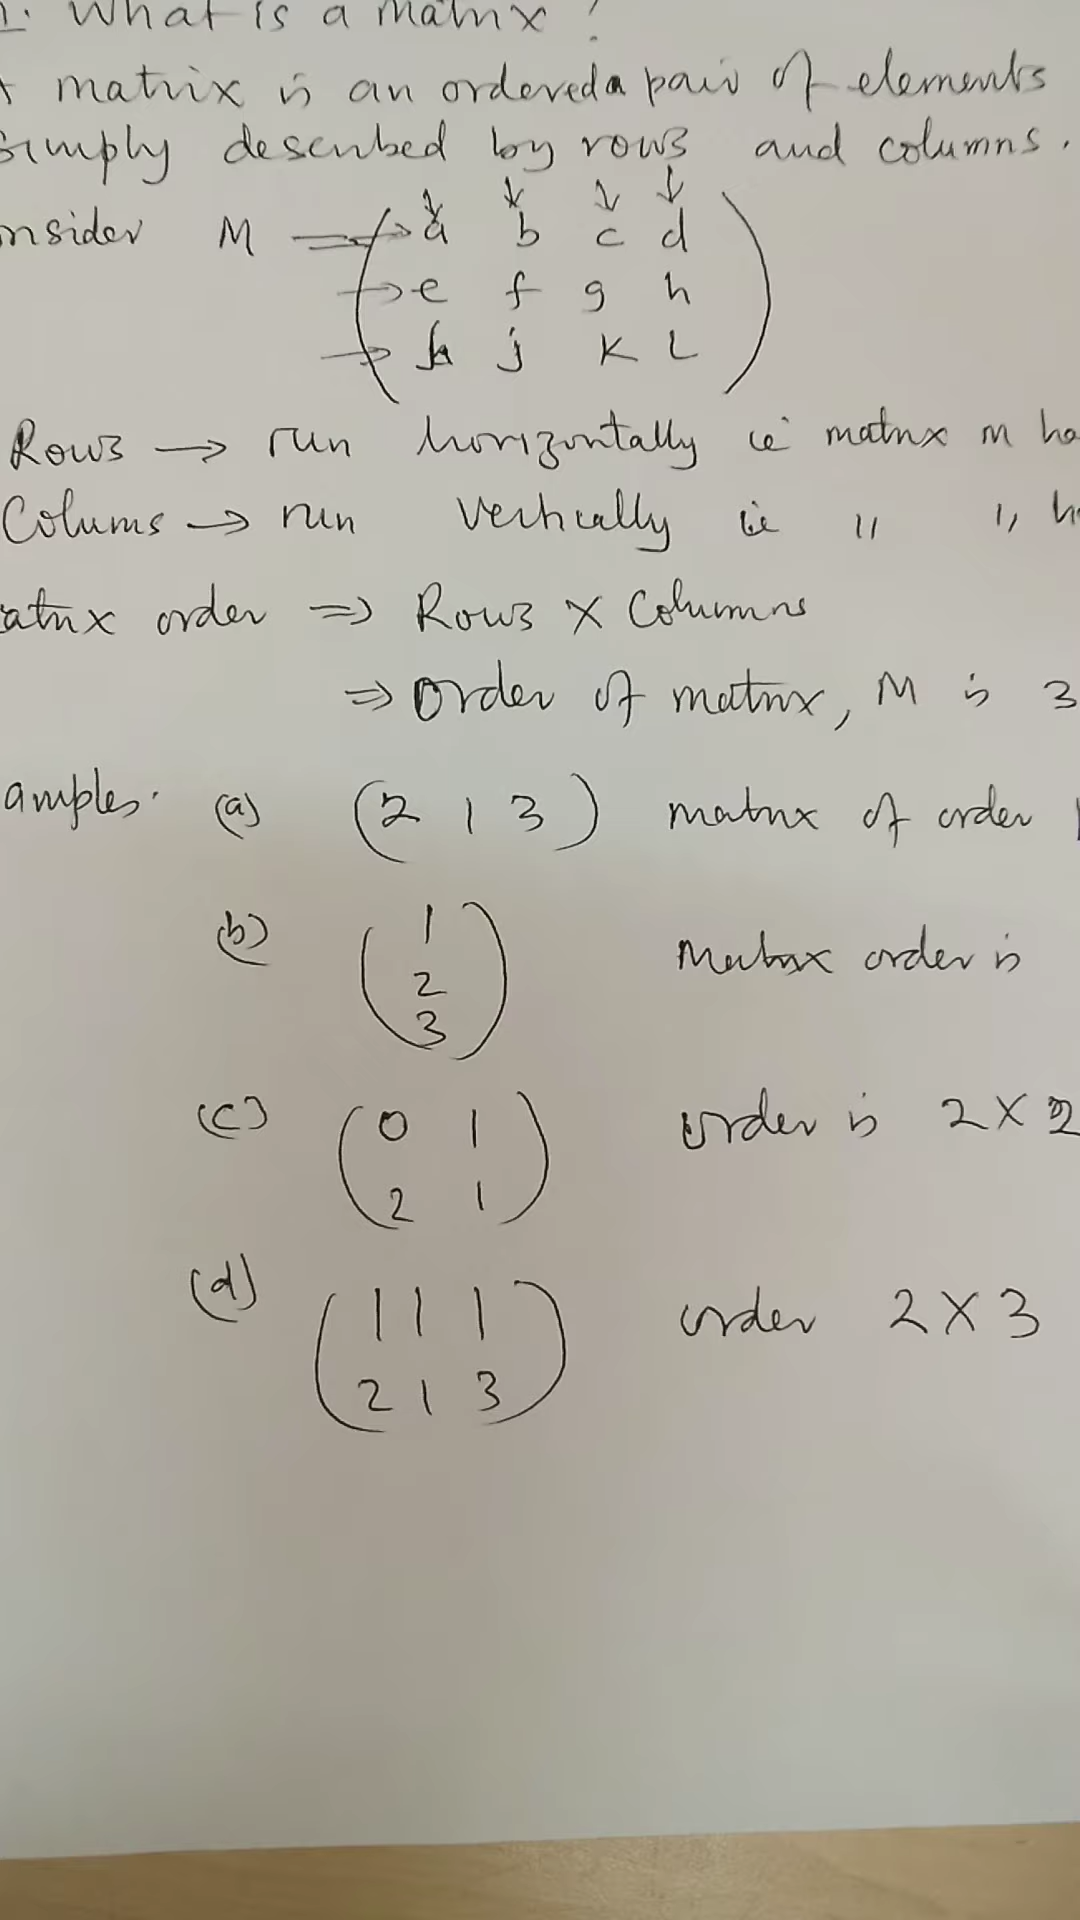 1. What is a matrix?
A matrix is an ordered pair of elements
simply described by rows and columns.
onsider M = a b c d
e f g h
j k L
Rows → run horizontally ie matrix m ha
Colums → run vertically ie " " h
atrix order ⇒ Rows X Columns
⇒ Order of matrix, M is 3
amples. (a) (2 1 3) matrix of order 1
(b) (1
2
3) Matrix order is
(c) (0 1
2 1) order is 2 X 2
(d) (1 1 1
2 1 3) order 2 X 3